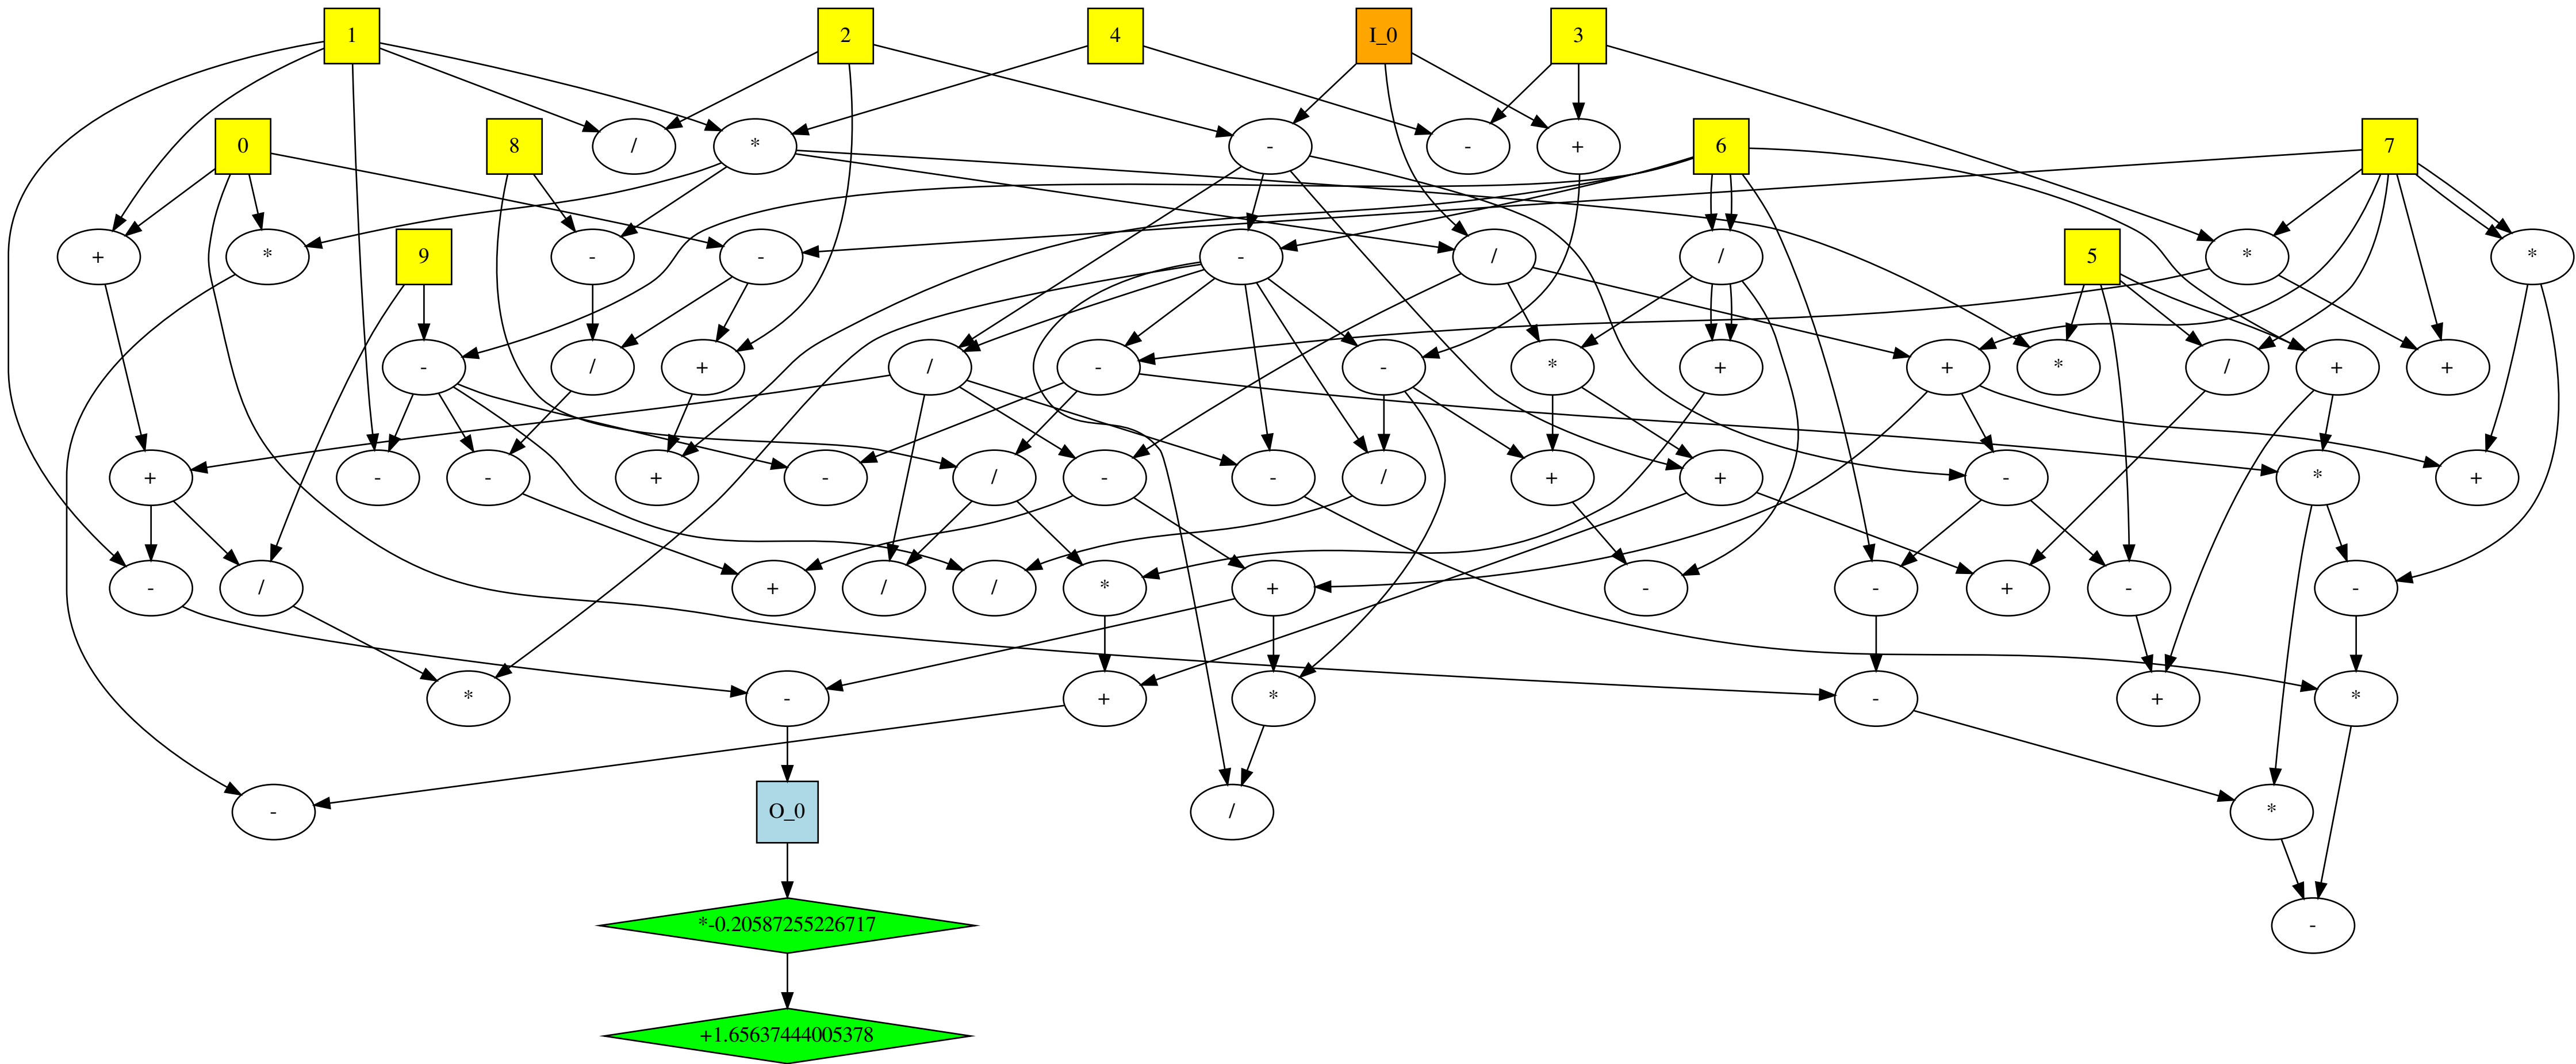 1 2 4 I_0 3
0 8 / * - - + 6 7
+ * 9 - - - / / 5 * *
- / + / - - * + + * / + +
+ - - + - / - - / + + - * +
- / + / / * + - - + - -
* - + * - + *
- O_0 / *
*-0.20587255226717 -
+1.65637444005378